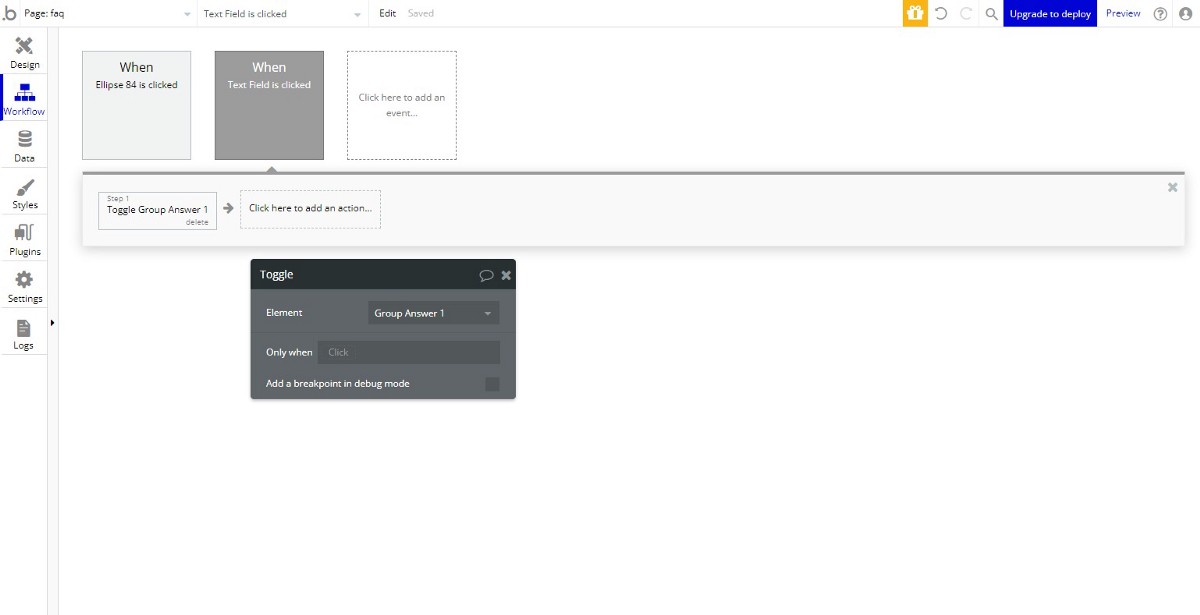 .b Page: faq Text Field is clicked Edit Saved Upgrade to deploy Preview ?
Design
Workflow
Data
Styles
Plugins
Settings
Logs
When
Ellipse 84 is clicked
When
Text Field is clicked
Click here to add an
event...
Step 1
Toggle Group Answer 1
delete
Click here to add an action...
Toggle
Element Group Answer 1
Only when Click
Add a breakpoint in debug mode